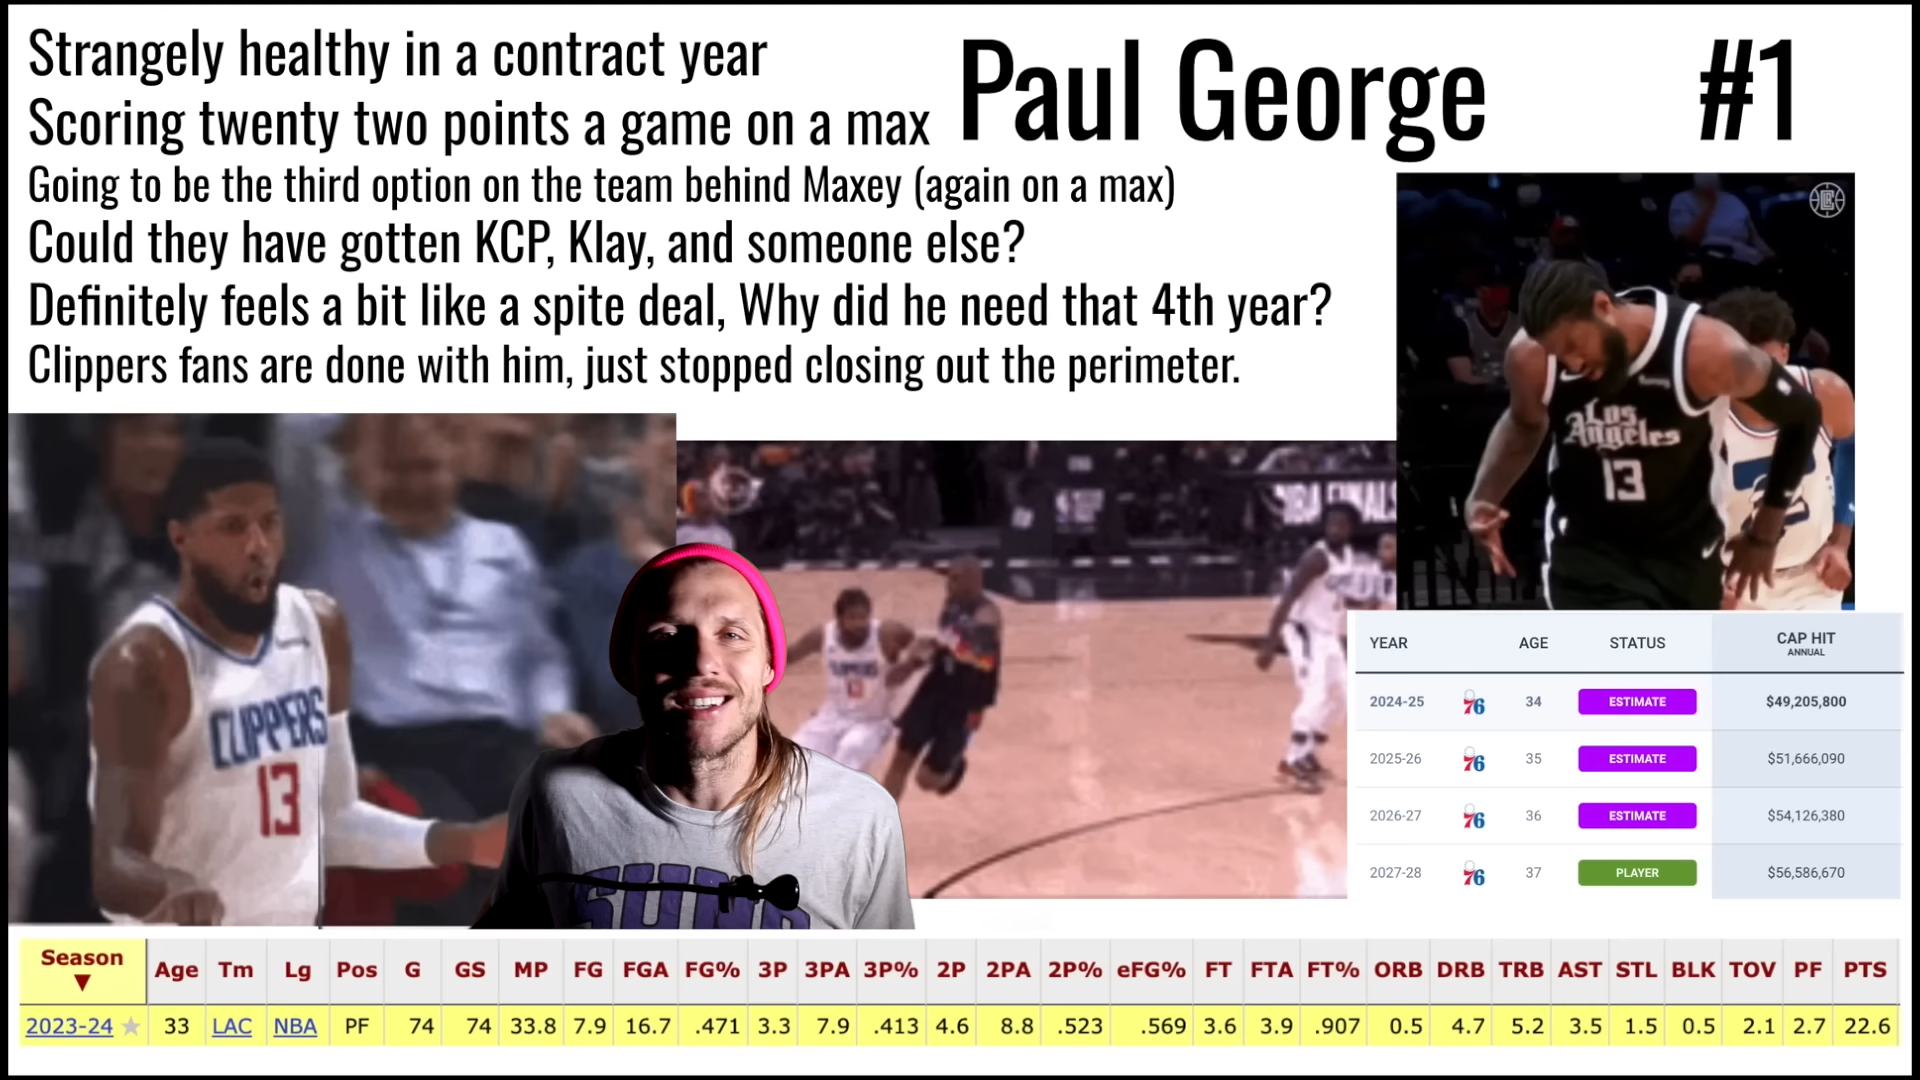 Strangely healthy in a contract year
Scoring twenty two points a game on a max
Paul George
#1
Going to be the third option on the team behind Maxey (again on a max)
Could they have gotten KCP, Klay, and someone else?
Definitely feels a bit like a spite deal, Why did he need that 4th year?
Clippers fans are done with him, just stopped closing out the perimeter.
Los
Angeles
13
NBA FINALS
CLIPPERS
13
CLIPPERS
13
SUNS
YEAR AGE STATUS CAP HIT
ANNUAL
2024-25 76 34 ESTIMATE $49,205,800
2025-26 76 35 ESTIMATE $51,666,090
2026-27 76 36 ESTIMATE $54,126,380
2027-28 76 37 PLAYER $56,586,670
Season ▼ Age Tm Lg Pos G GS MP FG FGA FG% 3P 3PA 3P% 2P 2PA 2P% eFG% FT FTA FT% ORB DRB TRB AST STL BLK TOV PF PTS
2023-24 ★ 33 LAC NBA PF 74 74 33.8 7.9 16.7 .471 3.3 7.9 .413 4.6 8.8 .523 .569 3.6 3.9 .907 0.5 4.7 5.2 3.5 1.5 0.5 2.1 2.7 22.6